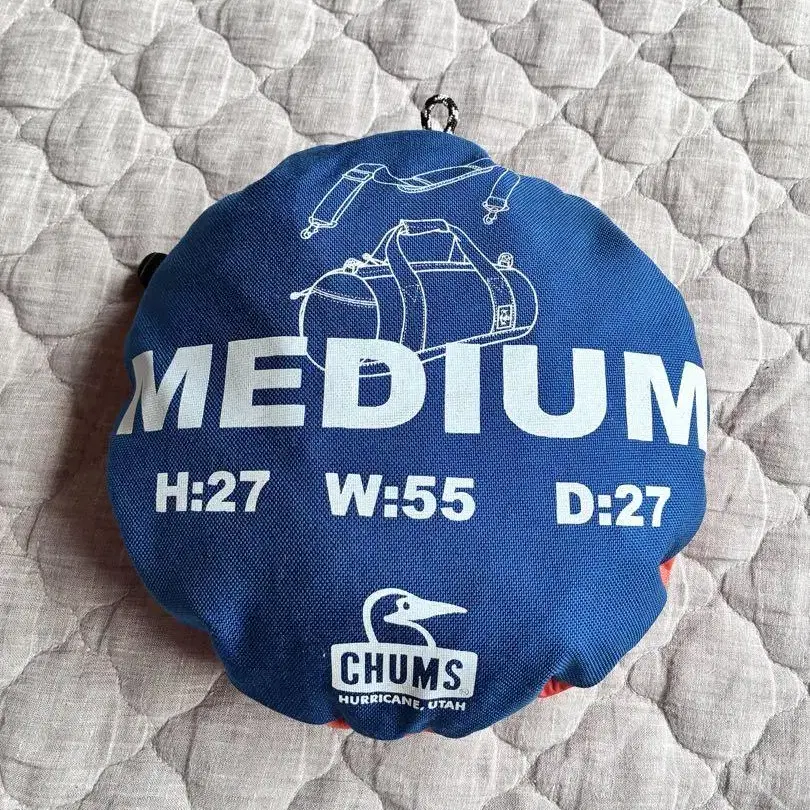 MEDIUM
H:27 W:55 D:27
CHUMS
HURRICANE, UTAH